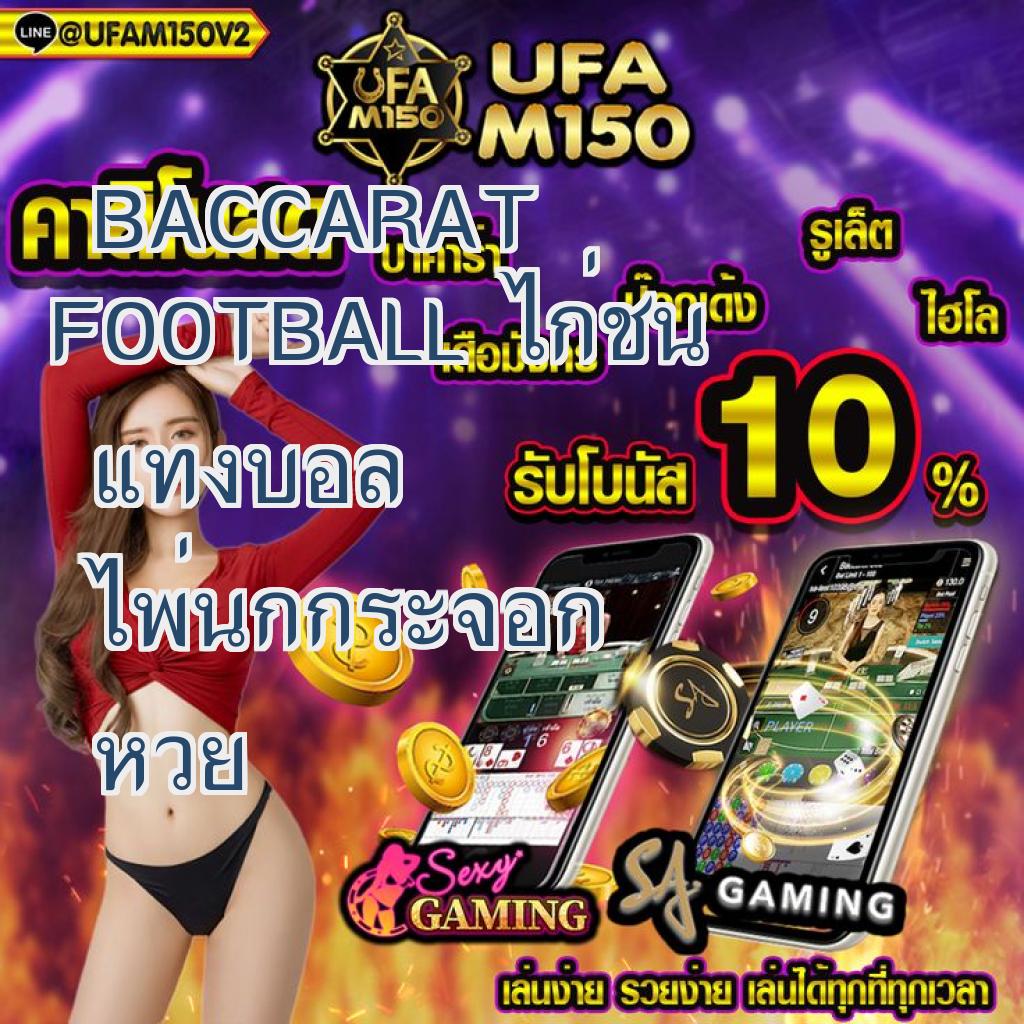 LINE @UFAM150V2
UFA
M150
UFA
M150
BACCARAT
รูเล็ต
ไฮโล
FOOTBALL ไก่ชน
10
รับโบนัส %
แทงบอล
ไพ่นกกระจอก
หวย
9
PLAYER
Sexy
GAMING
SA GAMING
เล่นง่าย รวยง่าย เล่นได้ทุกที่ทุกเวลา